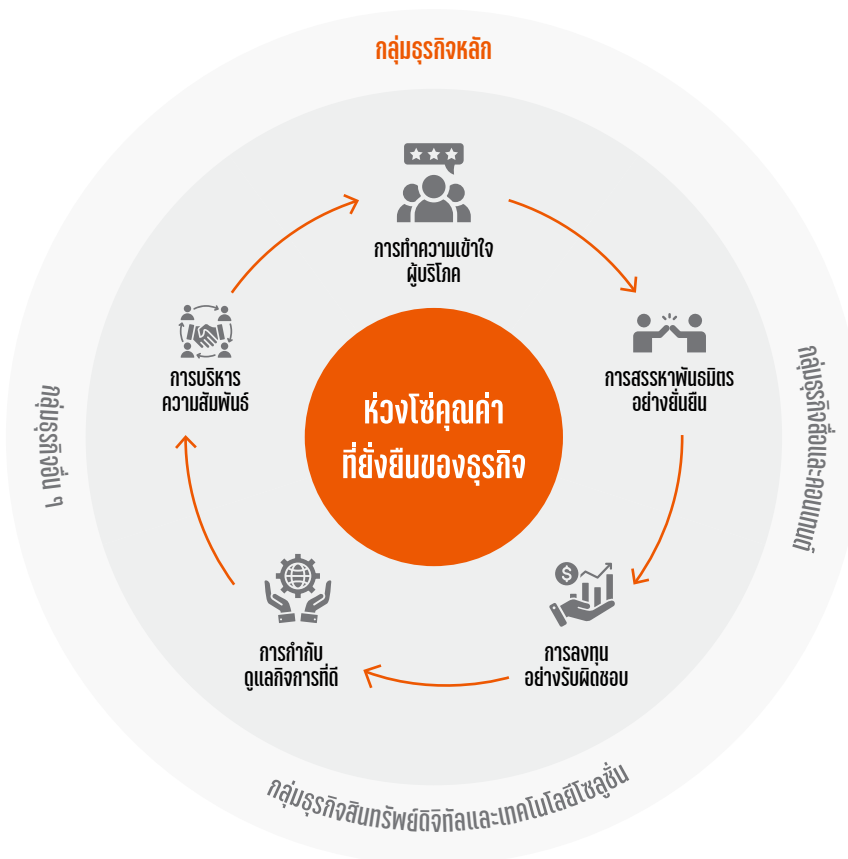 กลุ่มธุรกิจหลัก
การทำความเข้าใจ
ผู้บริโภค
การสรรหาพันธมิตร
อย่างยั่นยืน
การลงทุน
อย่างรับผิดชอบ
การกำกับ
ดูแลกิจการที่ดี
การบริหาร
ความสัมพันธ์
ห่วงโซ่คุณค่า
ที่ยั่งยืนของธุรกิจ
กลุ่มธุรกิจสื่อและคอนเทนต์
กลุ่มธุรกิจสินทรัพย์ดิจิทัลและเทคโนโลยีโซลูชั่น
กลุ่มธุรกิจอื่น ๆ